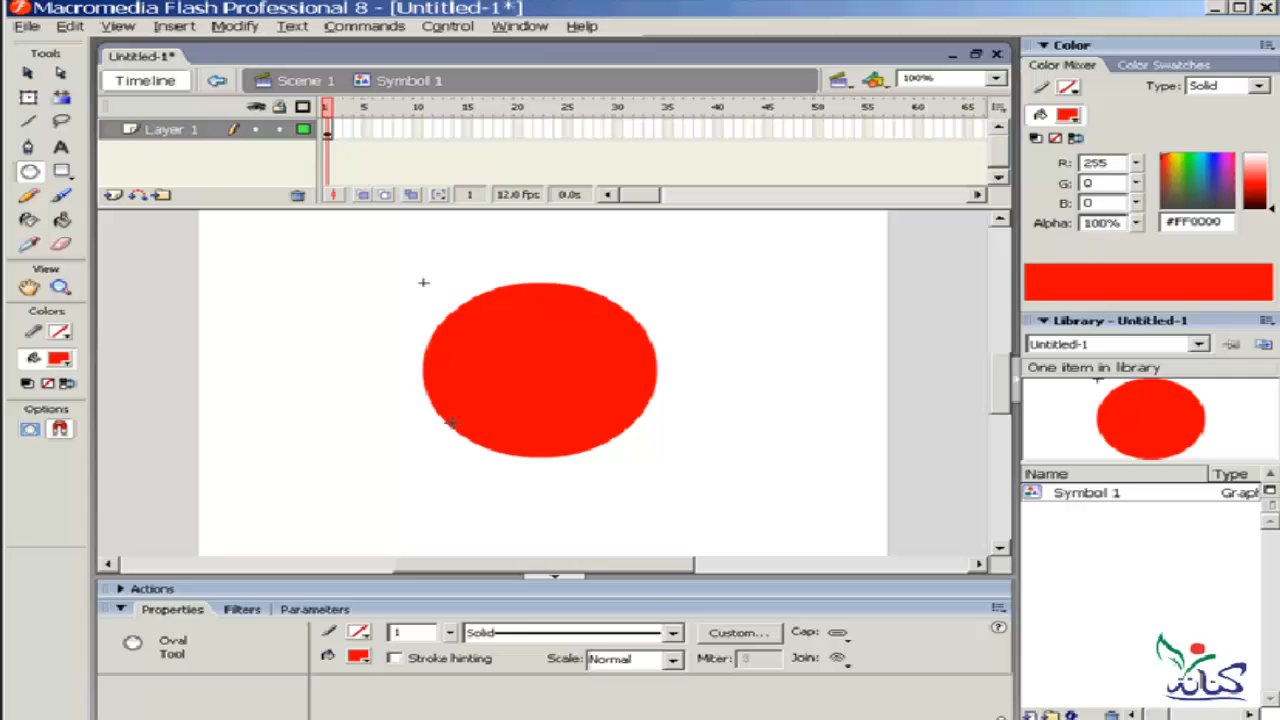 Macromedia Flash Professional 8 - [Untitled-1*]
File Edit View Insert Modify Text Commands Control Window Help
Tools
View
Colors
Options
Untitled-1*
Timeline
Scene 1
Symbol 1
100%
1 5 10 15 20 25 30 35 40 45 50 55 60 65
Layer 1
1 12.0 fps 0.0s
Actions
Properties Filters Parameters
Oval
Tool
1 Solid Custom... Cap:
Stroke hinting Scale: Normal Miter: 3 Join:
Color
Color Mixer Color Swatches
Type: Solid
R: 255
G: 0
B: 0
Alpha: 100% #FF0000
Library - Untitled-1
Untitled-1
One item in library
Name Type
Symbol 1 Graph
كنانة